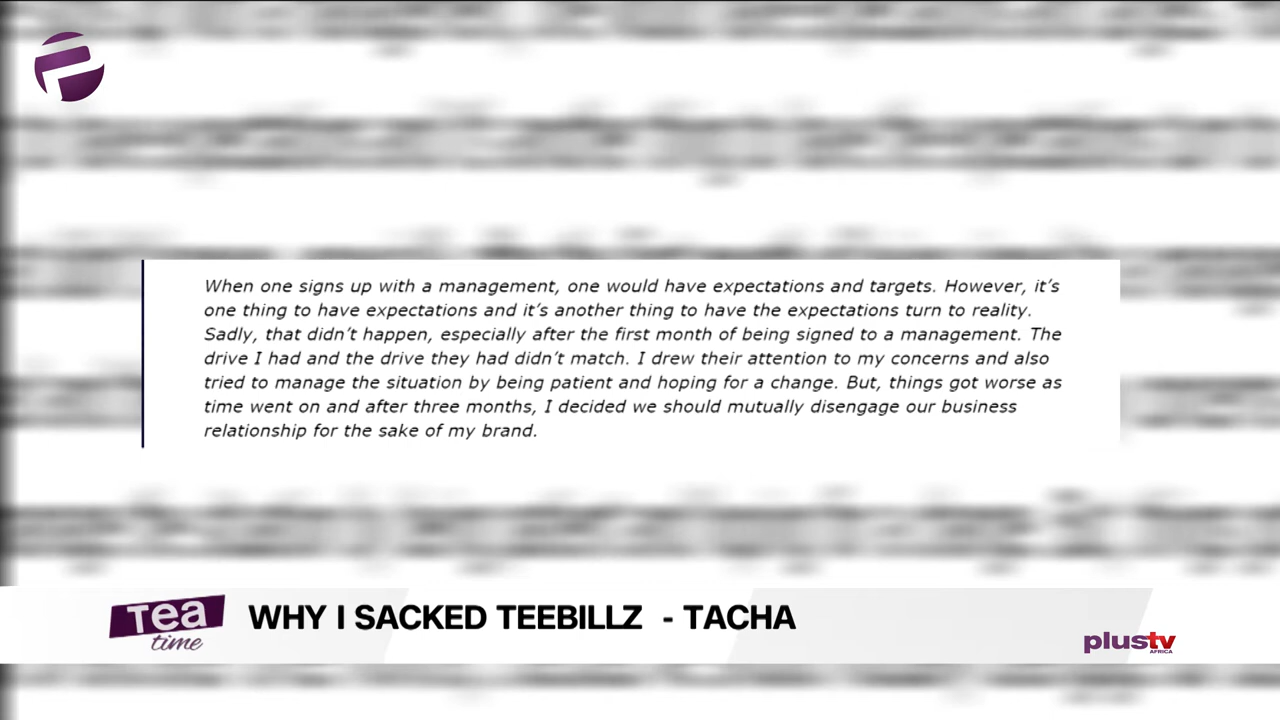 When one signs up with a management, one would have expectations and targets. However, it's
one thing to have expectations and it's another thing to have the expectations turn to reality.
Sadly, that didn't happen, especially after the first month of being signed to a management. The
drive I had and the drive they had didn't match. I drew their attention to my concerns and also
tried to manage the situation by being patient and hoping for a change. But, things got worse as
time went on and after three months, I decided we should mutually disengage our business
relationship for the sake of my brand.
Tea
time
WHY I SACKED TEEBILLZ - TACHA
plustv
AFRICA